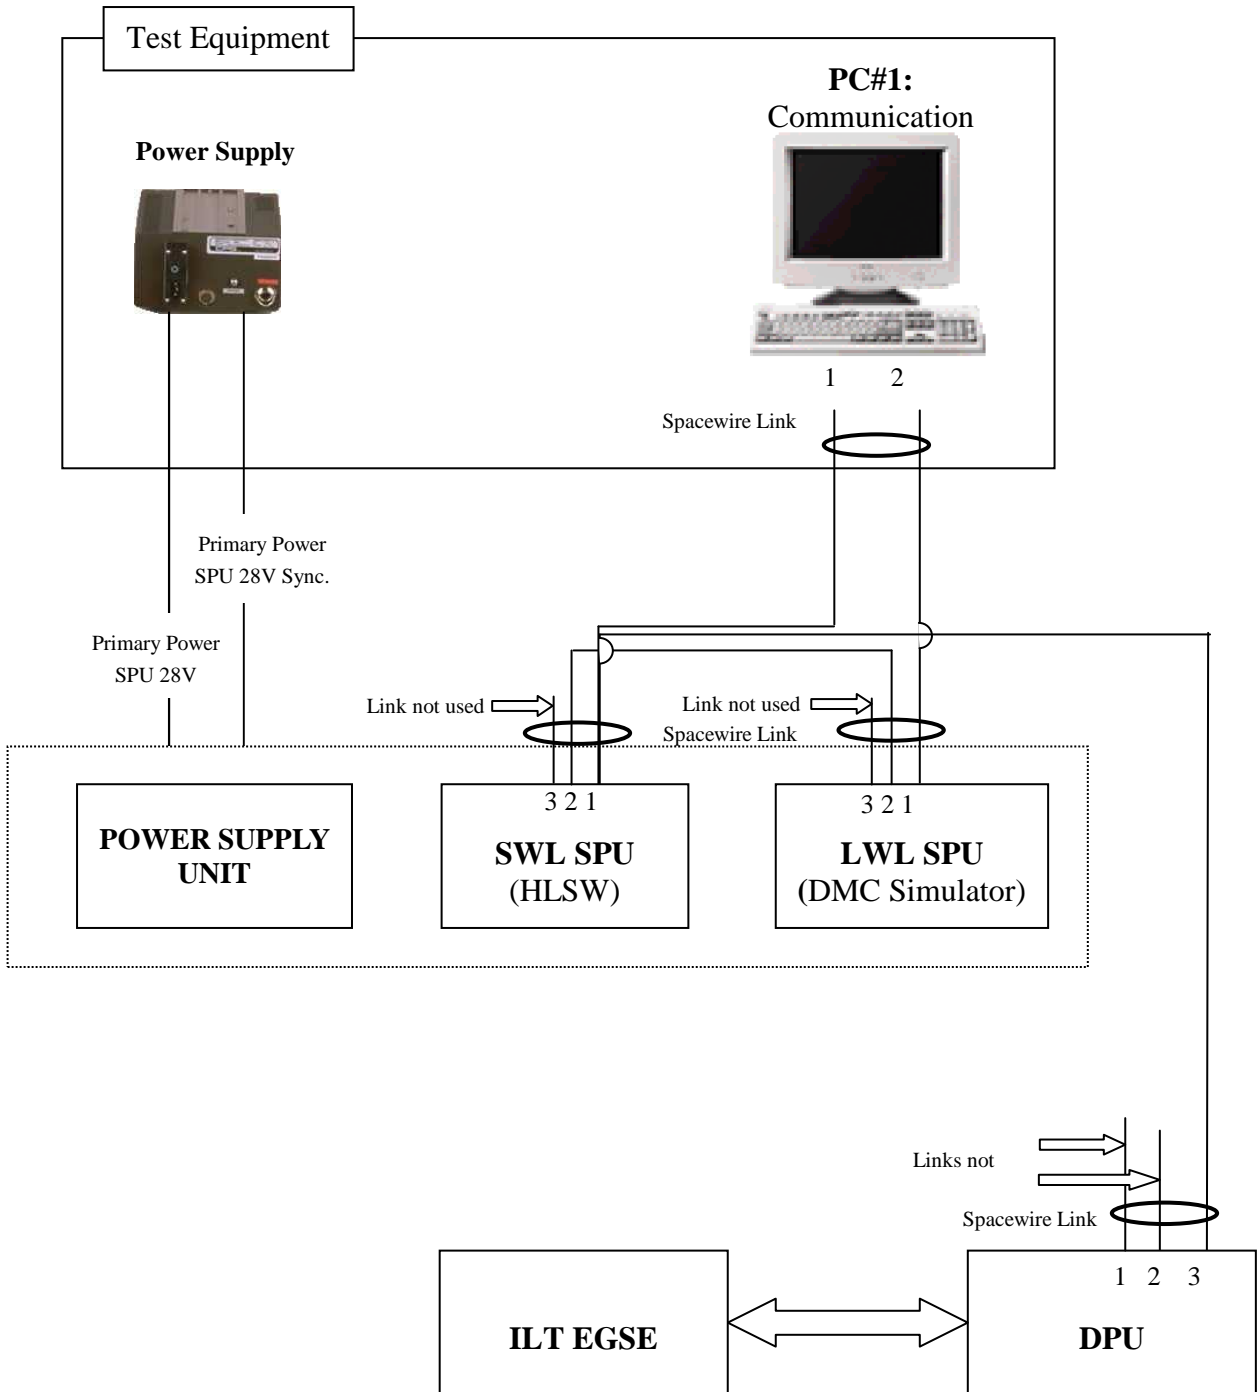 Test Equipment
PC#1:
Communication
Power Supply
1 2
Spacewire Link
Primary Power
SPU 28V Sync.
Primary Power
SPU 28V
Link not used
Link not used
Spacewire Link
3 2 1
3 2 1
POWER SUPPLY
UNIT
SWL SPU
(HLSW)
LWL SPU
(DMC Simulator)
Links not
Spacewire Link
1 2 3
ILT EGSE
DPU